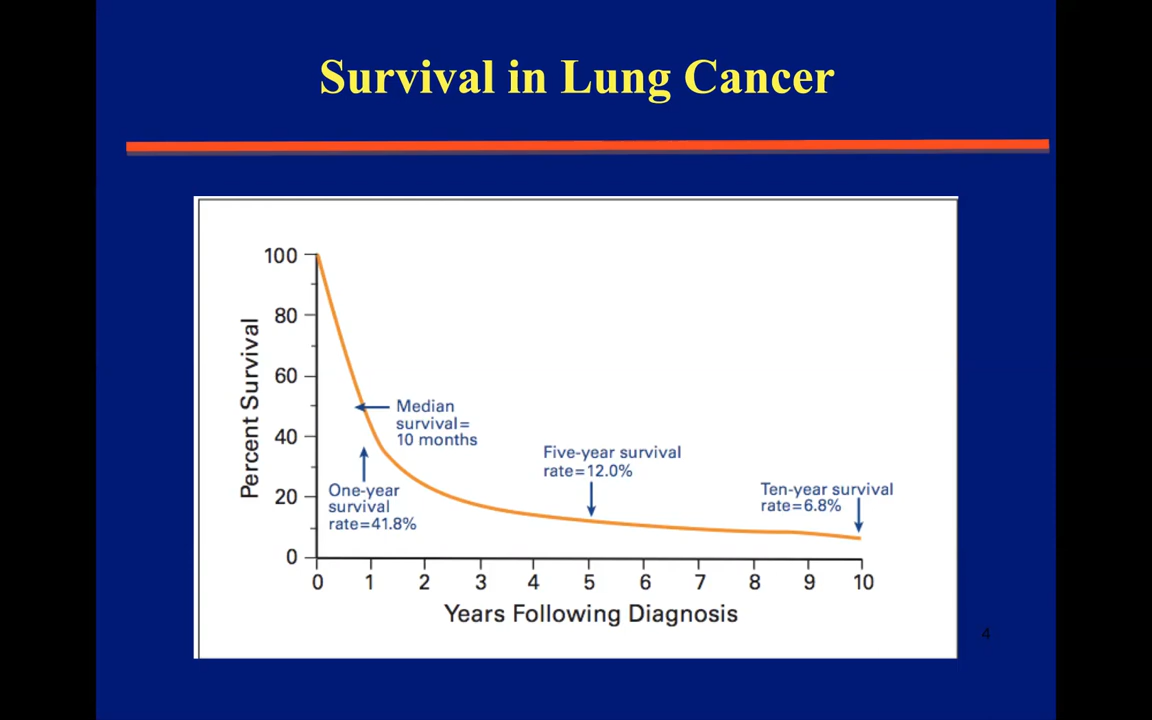 Survival in Lung Cancer
100
80
60
40
20
0
Percent Survival
Median
survival=
10 months
One-year
survival
rate=41.8%
Five-year survival
rate=12.0%
Ten-year survival
rate=6.8%
0 1 2 3 4 5 6 7 8 9 10
Years Following Diagnosis
4